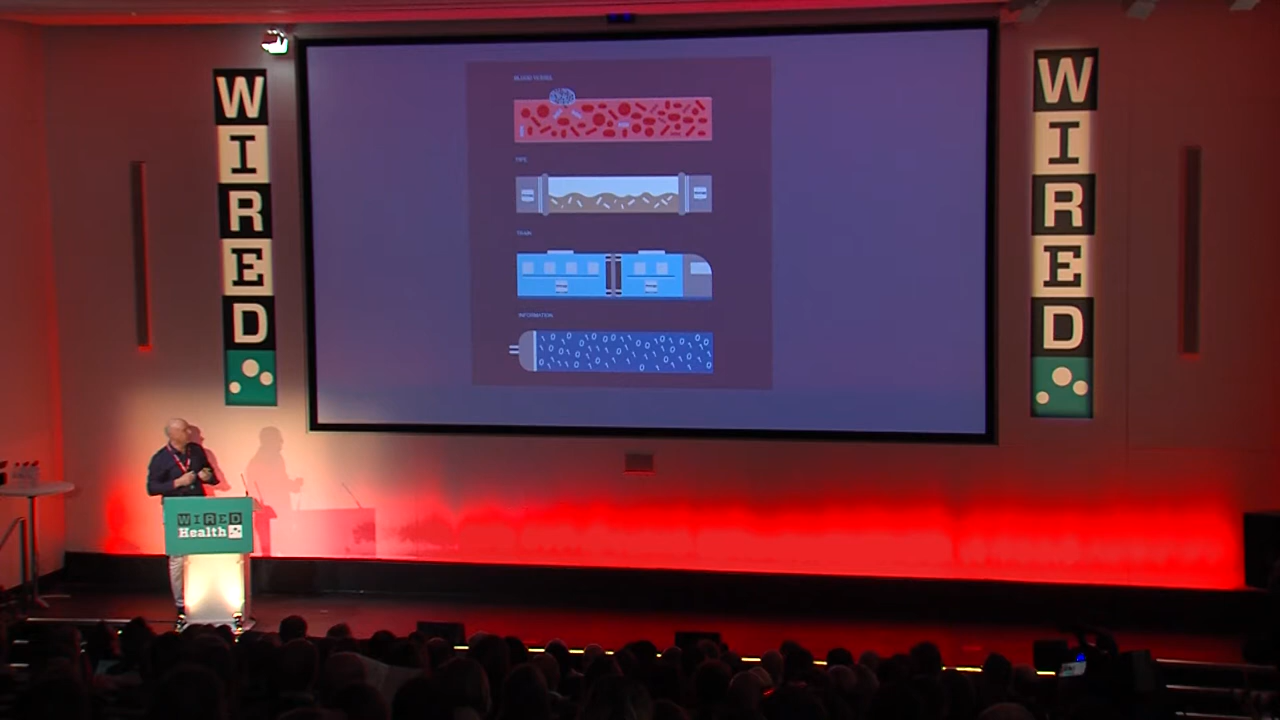 WIRED
WIRED
BLOOD VESSEL
PIPE
TRAIN
INFORMATION
WIRED
Health